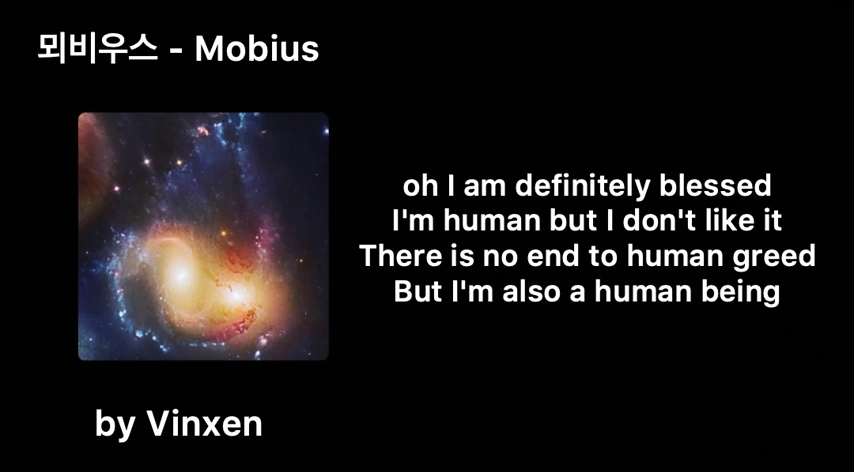 뫼비우스 - Mobius
oh I am definitely blessed
I'm human but I don't like it
There is no end to human greed
But I'm also a human being
by Vinxen